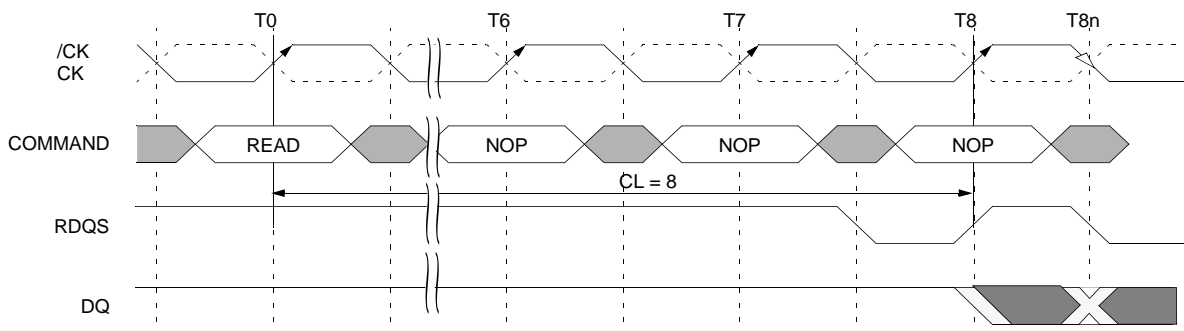 T0 T6 T7 T8 T8n
/CK
CK
COMMAND READ NOP NOP NOP
CL = 8
RDQS
DQ